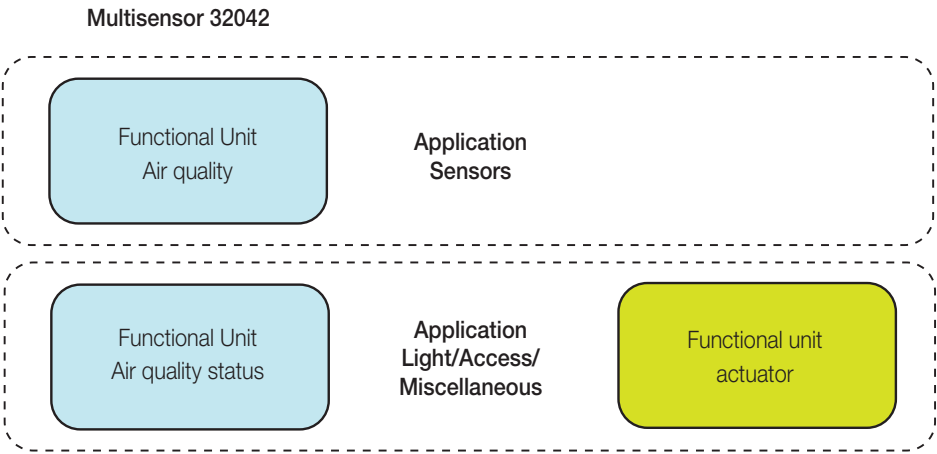 Multisensor 32042
Functional Unit
Air quality
Application
Sensors
Functional Unit
Air quality status
Application
Light/Access/
Miscellaneous
Functional unit
actuator